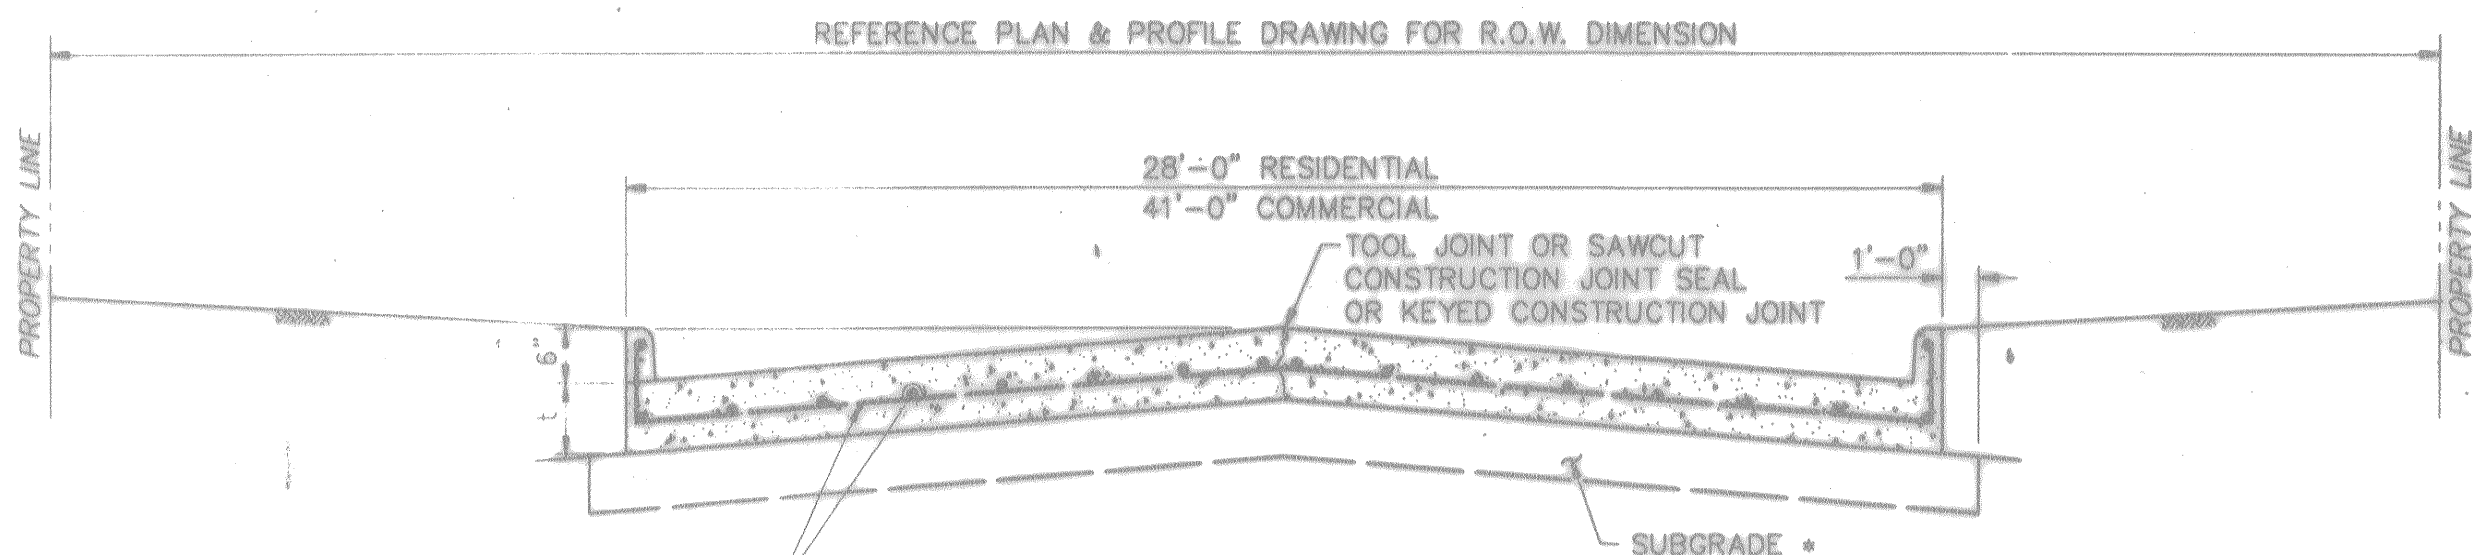 REFERENCE PLAN & PROFILE DRAWING FOR R.O.W. DIMENSION
PROPERTY LINE
28'-0" RESIDENTIAL
41'-0" COMMERCIAL
TOOL JOINT OR SAWCUT
CONSTRUCTION JOINT SEAL
OR KEYED CONSTRUCTION JOINT
1'-0"
PROPERTY LINE
6"
t
SUBGRADE *